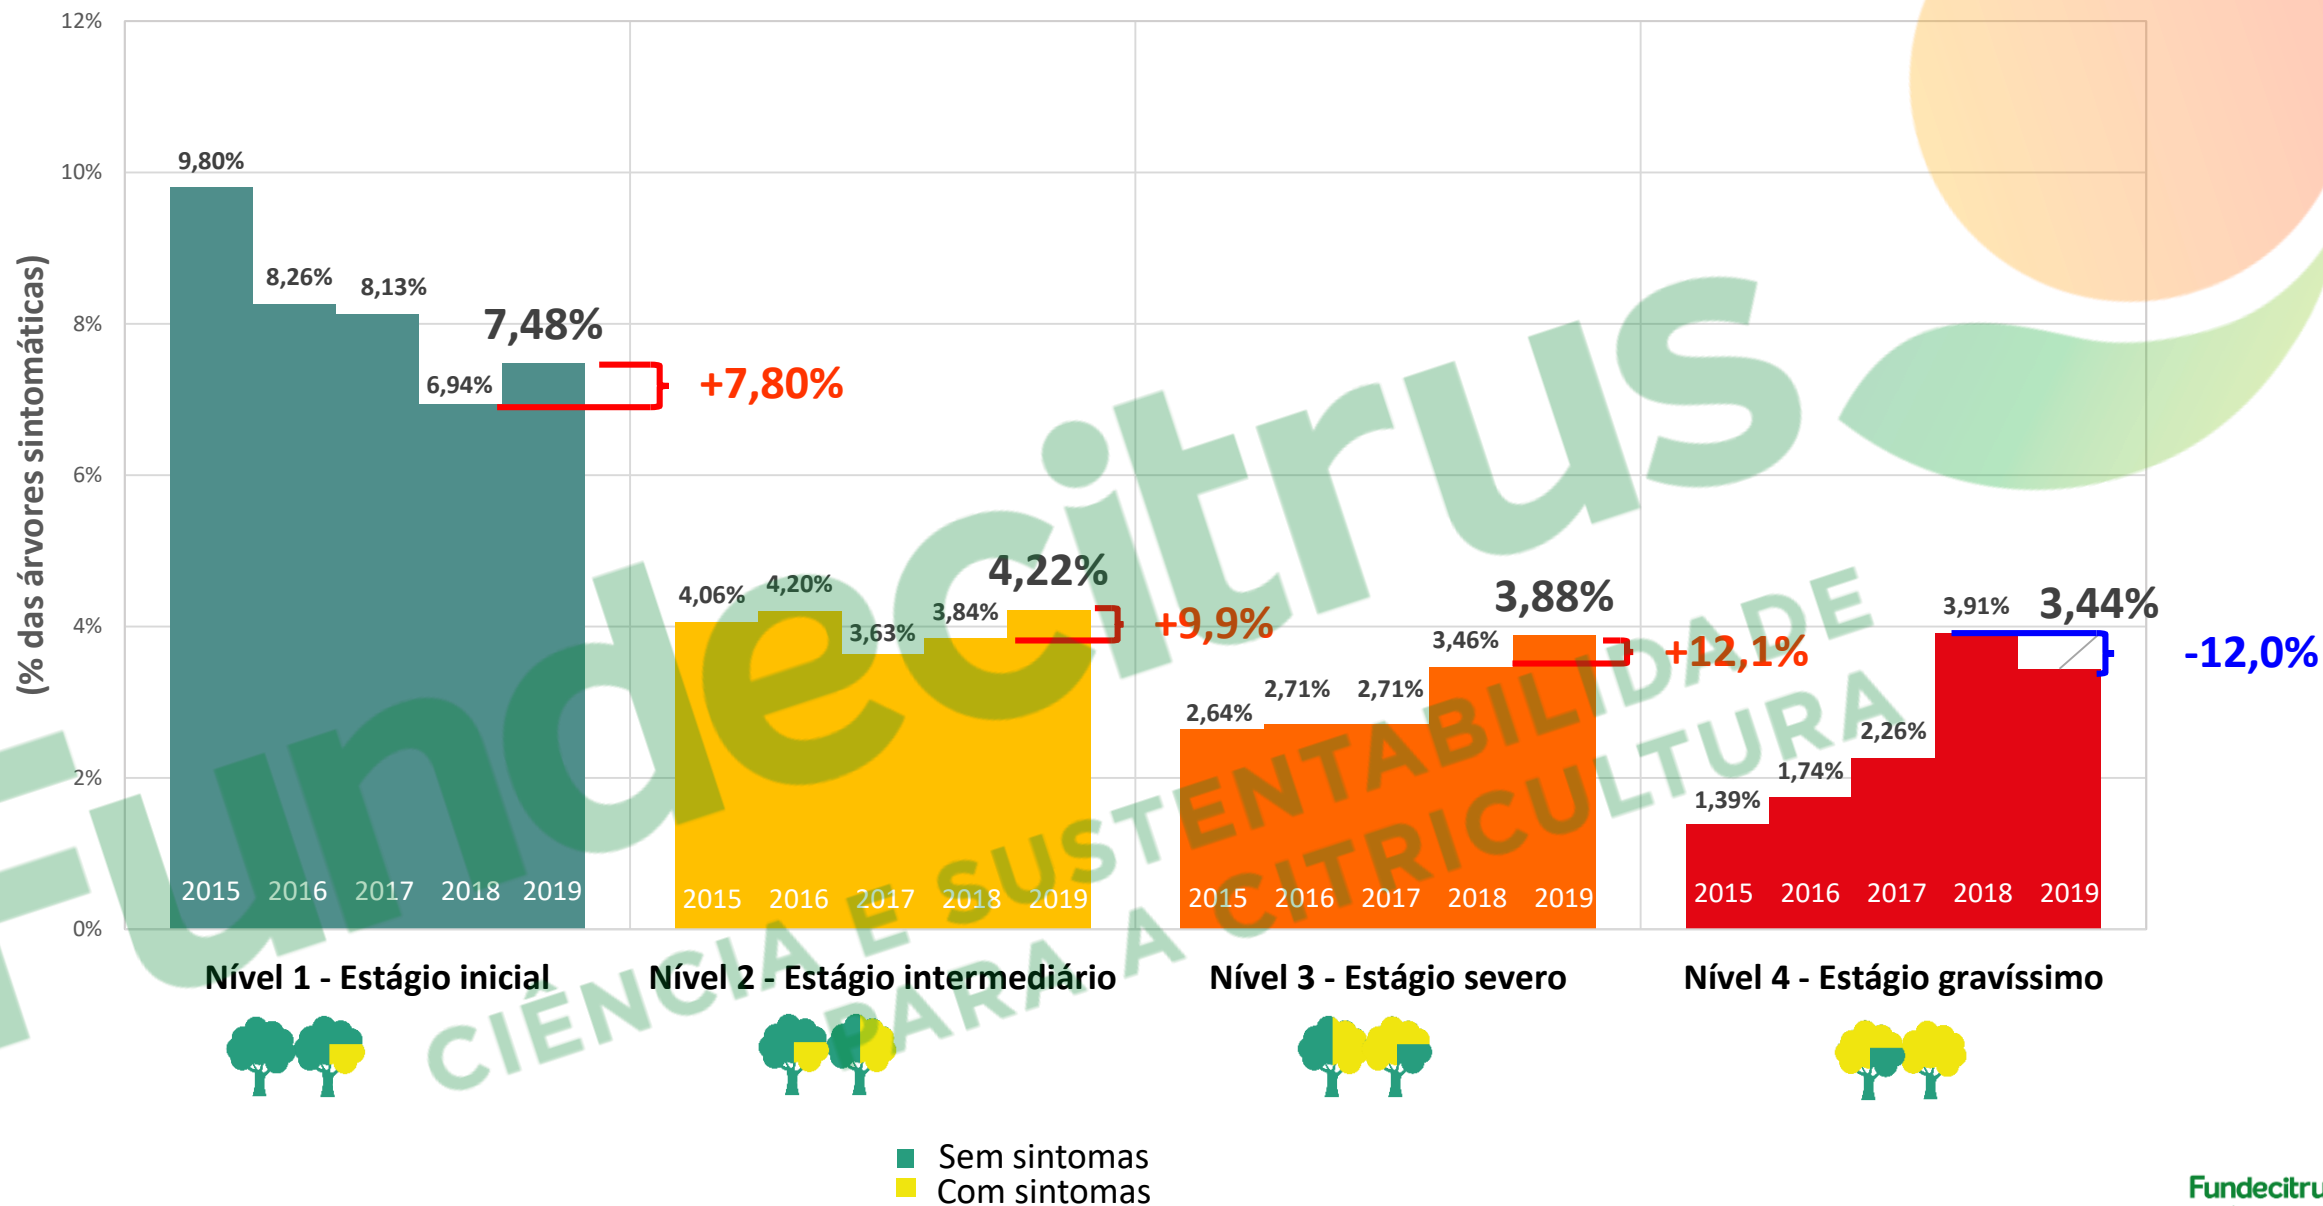 (% das árvores sintomáticas)
12%
10%
8%
6%
4%
2%
0%
9,80%
8,26%
8,13%
6,94%
7,48%
+7,80%
2015 2016 2017 2018 2019
Nível 1 - Estágio inicial
4,06%
4,20%
3,63%
3,84%
4,22%
+9,9%
2015 2016 2017 2018 2019
Nível 2 - Estágio intermediário
2,64%
2,71%
2,71%
3,46%
3,88%
+12,1%
2015 2016 2017 2018 2019
Nível 3 - Estágio severo
1,39%
1,74%
2,26%
3,91%
3,44%
-12,0%
2015 2016 2017 2018 2019
Nível 4 - Estágio gravíssimo
Sem sintomas
Com sintomas
Fundecitrus
CIÊNCIA E SUSTENTABILIDADE
PARA A CITRICULTURA
Fundecitru